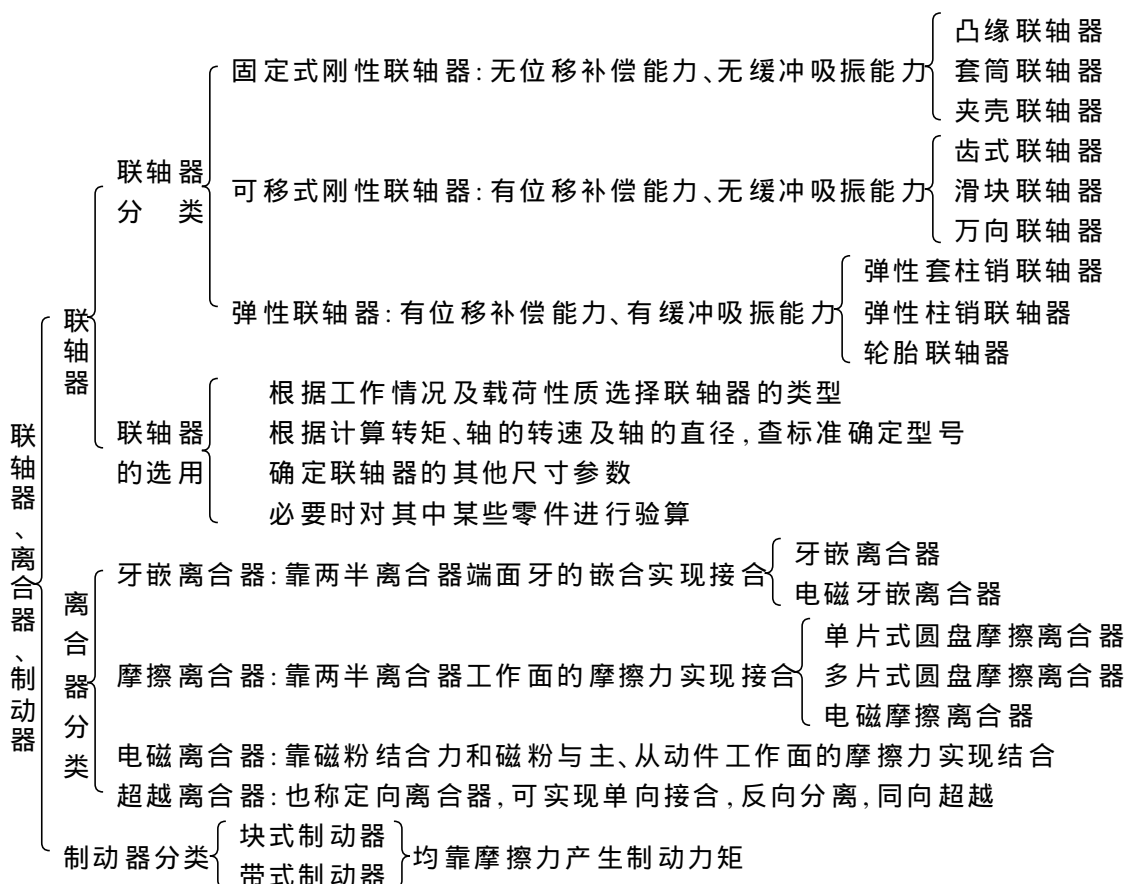 联轴器、离合器、制动器
联轴器
联轴器
分 类
固定式刚性联轴器:无位移补偿能力、无缓冲吸振能力
凸缘联轴器
套筒联轴器
夹壳联轴器
可移式刚性联轴器:有位移补偿能力、无缓冲吸振能力
齿式联轴器
滑块联轴器
万向联轴器
弹性联轴器:有位移补偿能力、有缓冲吸振能力
弹性套柱销联轴器
弹性柱销联轴器
轮胎联轴器
联轴器
的选用
根据工作情况及载荷性质选择联轴器的类型
根据计算转矩、轴的转速及轴的直径,查标准确定型号
确定联轴器的其他尺寸参数
必要时对其中某些零件进行验算
离合器分类
牙嵌离合器:靠两半离合器端面牙的嵌合实现接合
牙嵌离合器
电磁牙嵌离合器
摩擦离合器:靠两半离合器工作面的摩擦力实现接合
单片式圆盘摩擦离合器
多片式圆盘摩擦离合器
电磁摩擦离合器
电磁离合器:靠磁粉结合力和磁粉与主、从动件工作面的摩擦力实现结合
超越离合器:也称定向离合器,可实现单向接合,反向分离,同向超越
制动器分类
块式制动器
带式制动器
均靠摩擦力产生制动力矩